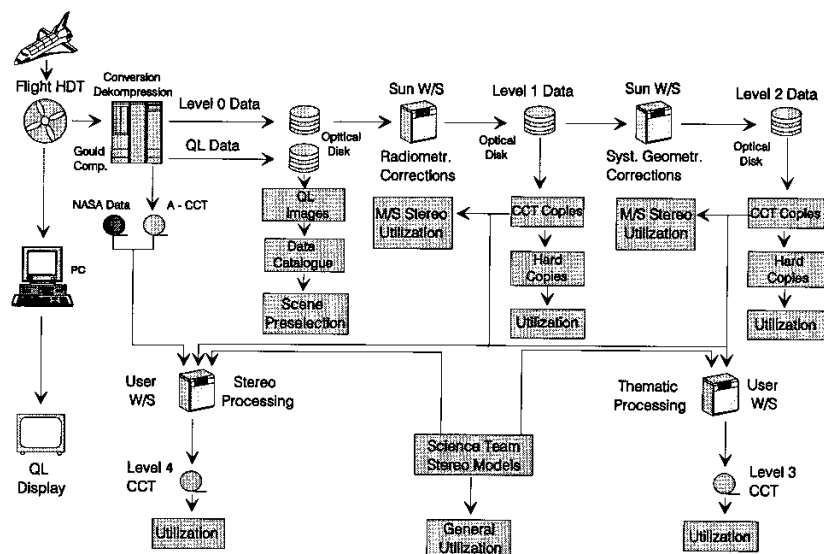 Flight HDT
Conversion
Dekompression
Gould
Comp.
Level 0 Data
QL Data
Opttical
Disk
Sun W/S
Radiometr.
Corrections
Level 1 Data
Optical
Disk
Sun W/S
Syst. Geometr.
Corrections
Level 2 Data
Optical
Disk
NASA Data
A - CCT
QL
Images
Data
Catalogue
Scene
Preselection
M/S Stereo
Utilization
CCT Copies
Hard
Copies
Utilization
M/S Stereo
Utilization
CCT Copies
Hard
Copies
Utilization
PC
QL
Display
User
W/S
Stereo
Processing
Thematic
Processing
User
W/S
Level 4
CCT
Utilization
Science Team
Stereo Models
General
Utilization
Level 3
CCT
Utilization